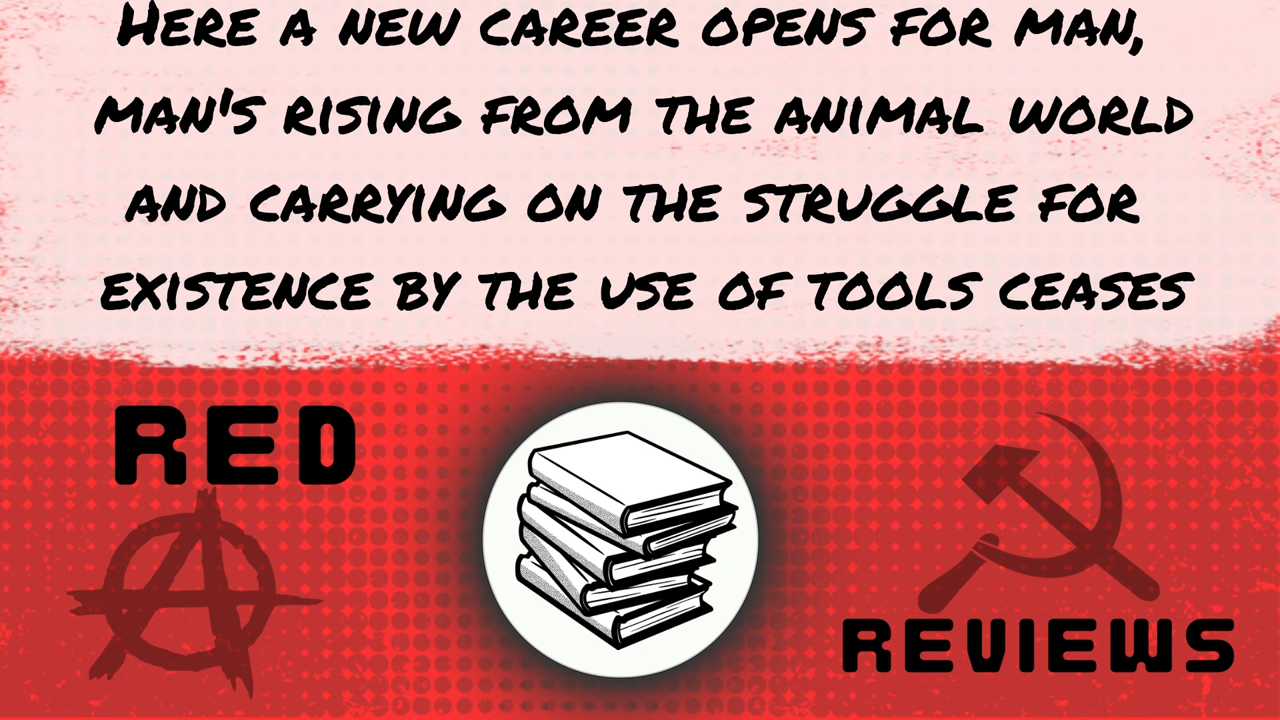 Here a new career opens for man,
man's rising from the animal world
and carrying on the struggle for
existence by the use of tools ceases
RED
REVIEWS